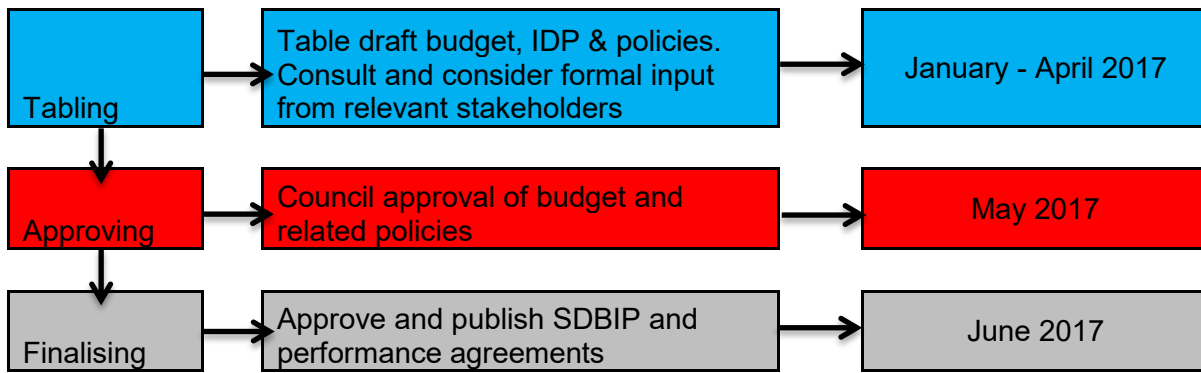 Tabling
Table draft budget, IDP & policies.
Consult and consider formal input
from relevant stakeholders
January - April 2017
Approving
Council approval of budget and
related policies
May 2017
Finalising
Approve and publish SDBIP and
performance agreements
June 2017